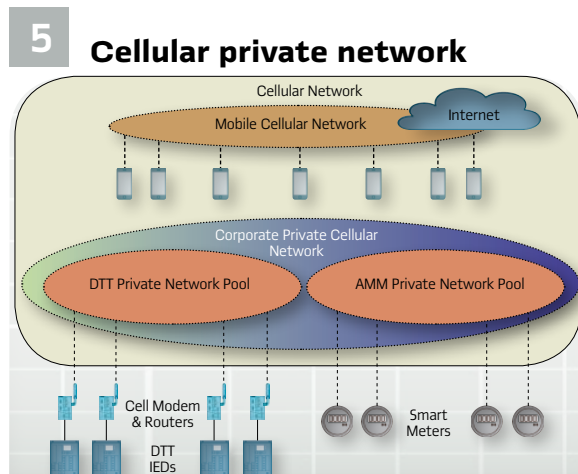 5
Cellular private network
Cellular Network
Internet
Mobile Cellular Network
Corporate Private Cellular
Network
DTT Private Network Pool
AMM Private Network Pool
Cell Modem
& Routers
Smart
Meters
DTT
IEDs